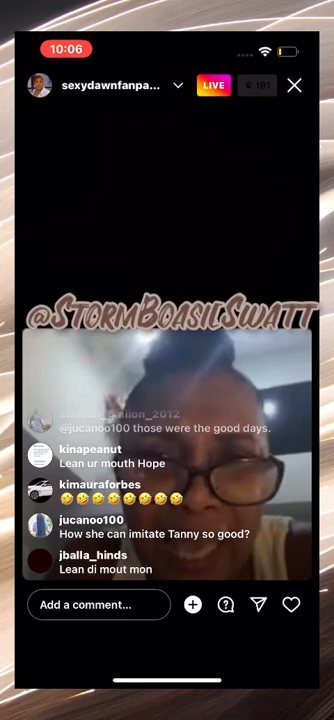 10:06
sexydawnfanpa...
LIVE
191
@STORMBOASILSWATT
stallion_stallion_2012
@jucanoo100 those were the good days.
kinapeanut
Lean ur mouth Hope
kimauraforbes
🤣🤣🤣🤣🤣🤣🤣🤣
jucanoo100
How she can imitate Tanny so good?
jballa_hinds
Lean di mout mon
Add a comment...